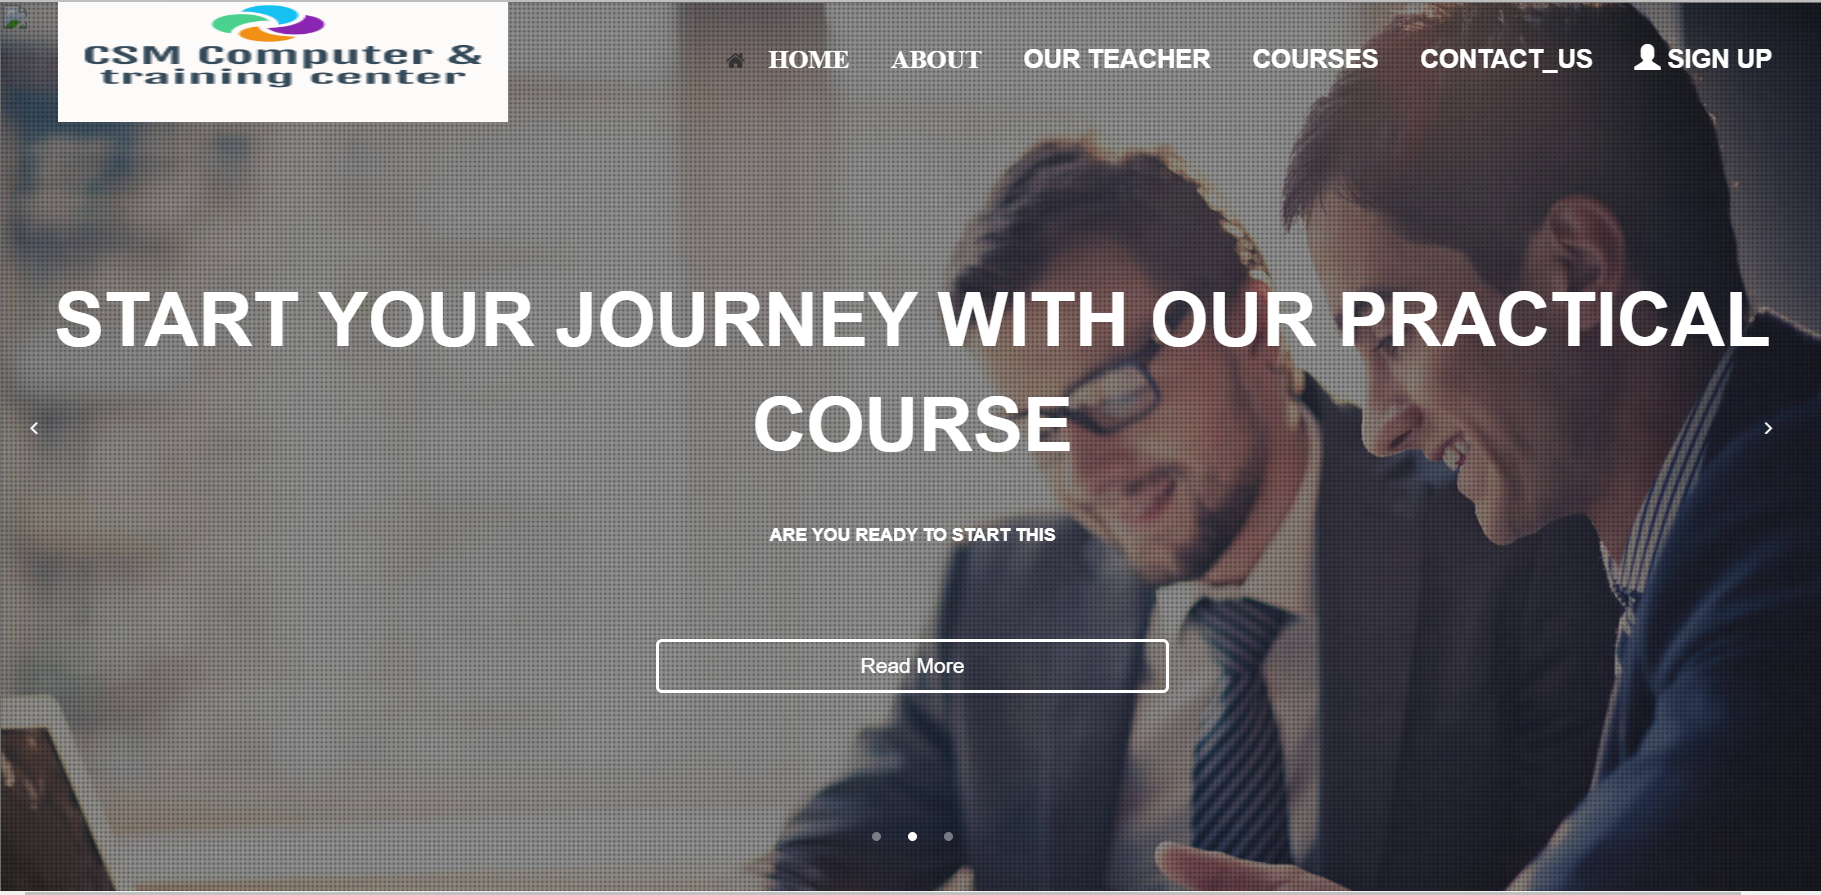 CSM Computer &
training center
HOME ABOUT OUR TEACHER COURSES CONTACT_US SIGN UP
START YOUR JOURNEY WITH OUR PRACTICAL
COURSE
ARE YOU READY TO START THIS
Read More